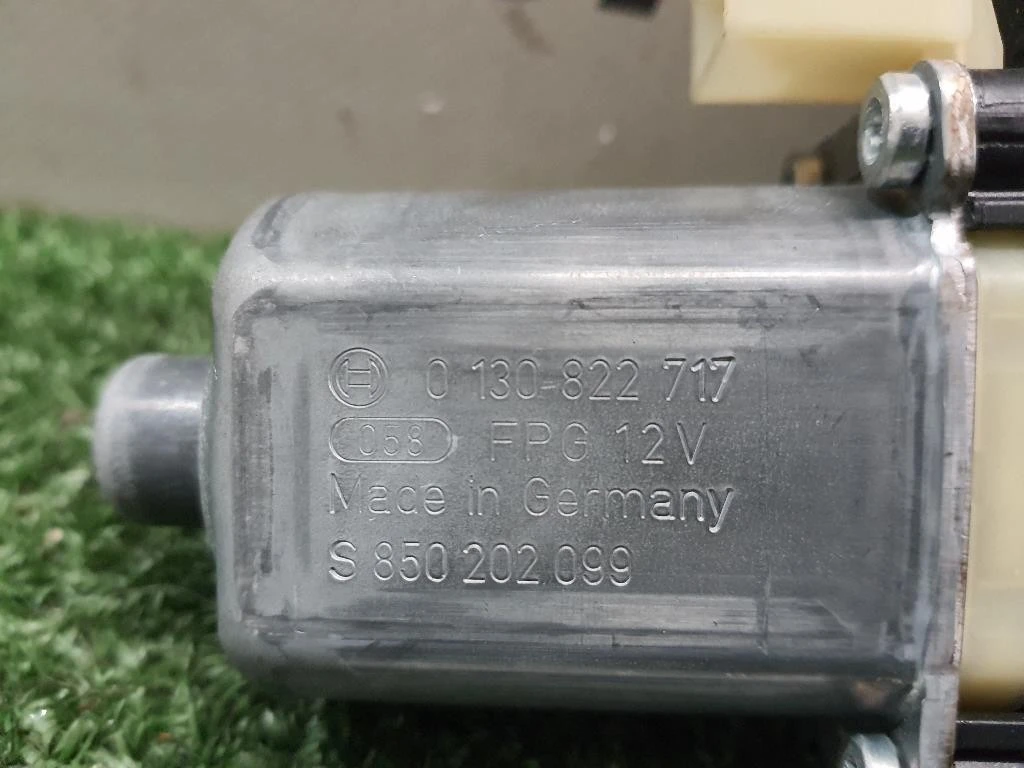 0 130-822 717
058 FPG 12V
Made in Germany
S 850 202 099